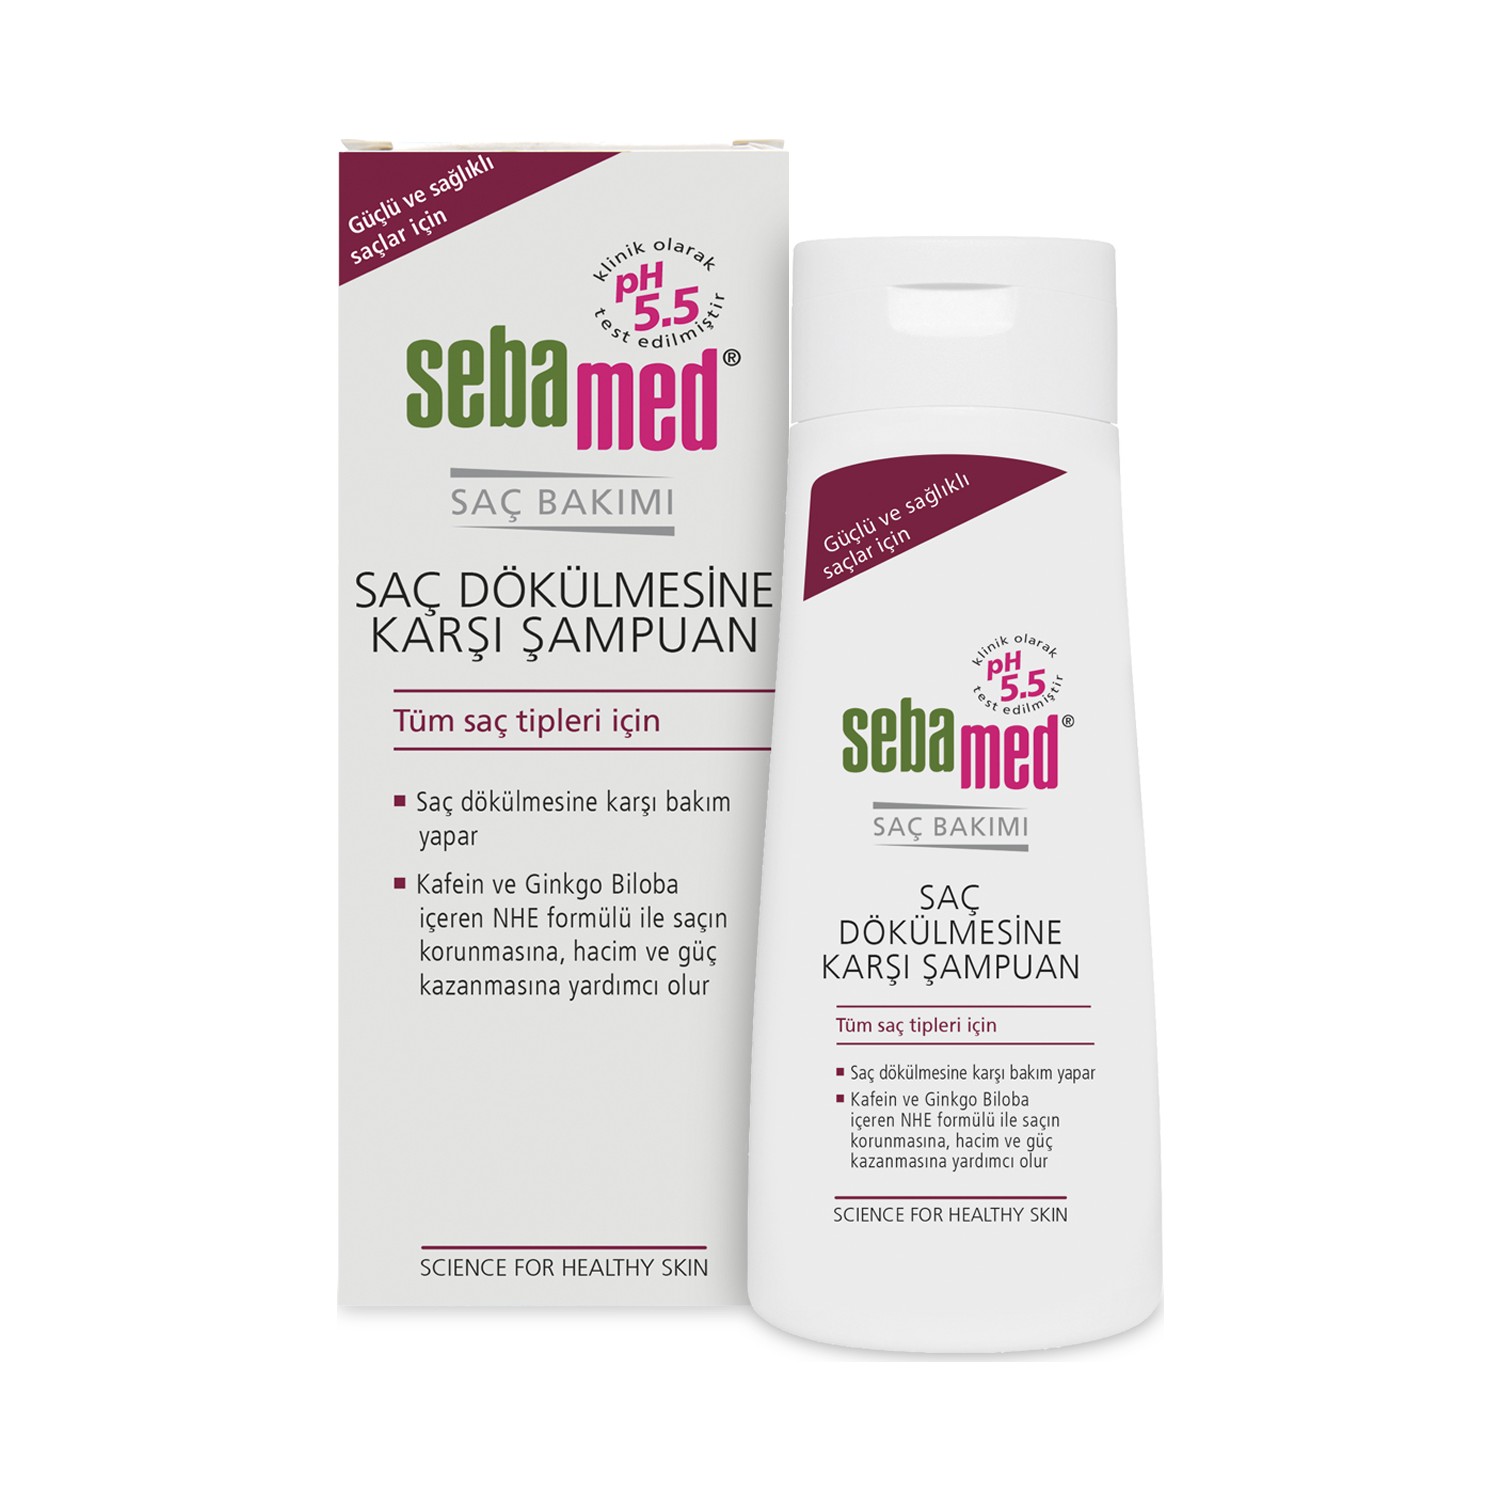 Güçlü ve sağlıklı
saçlar için
klinik olarak
pH
5.5
test edilmiştir
sebamed®
SAÇ BAKIMI
SAÇ DÖKÜLMESİNE
KARŞI ŞAMPUAN
Tüm saç tipleri için
▪ Saç dökülmesine karşı bakım
yapar
▪ Kafein ve Ginkgo Biloba
içeren NHE formülü ile saçın
korunmasına, hacim ve güç
kazanmasına yardımcı olur
SCIENCE FOR HEALTHY SKIN
Güçlü ve sağlıklı
saçlar için
klinik olarak
pH
5.5
test edilmiştir
sebamed®
SAÇ BAKIMI
SAÇ
DÖKÜLMESİNE
KARŞI ŞAMPUAN
Tüm saç tipleri için
▪ Saç dökülmesine karşı bakım yapar
▪ Kafein ve Ginkgo Biloba
içeren NHE formülü ile saçın
korunmasına, hacim ve güç
kazanmasına yardımcı olur
SCIENCE FOR HEALTHY SKIN